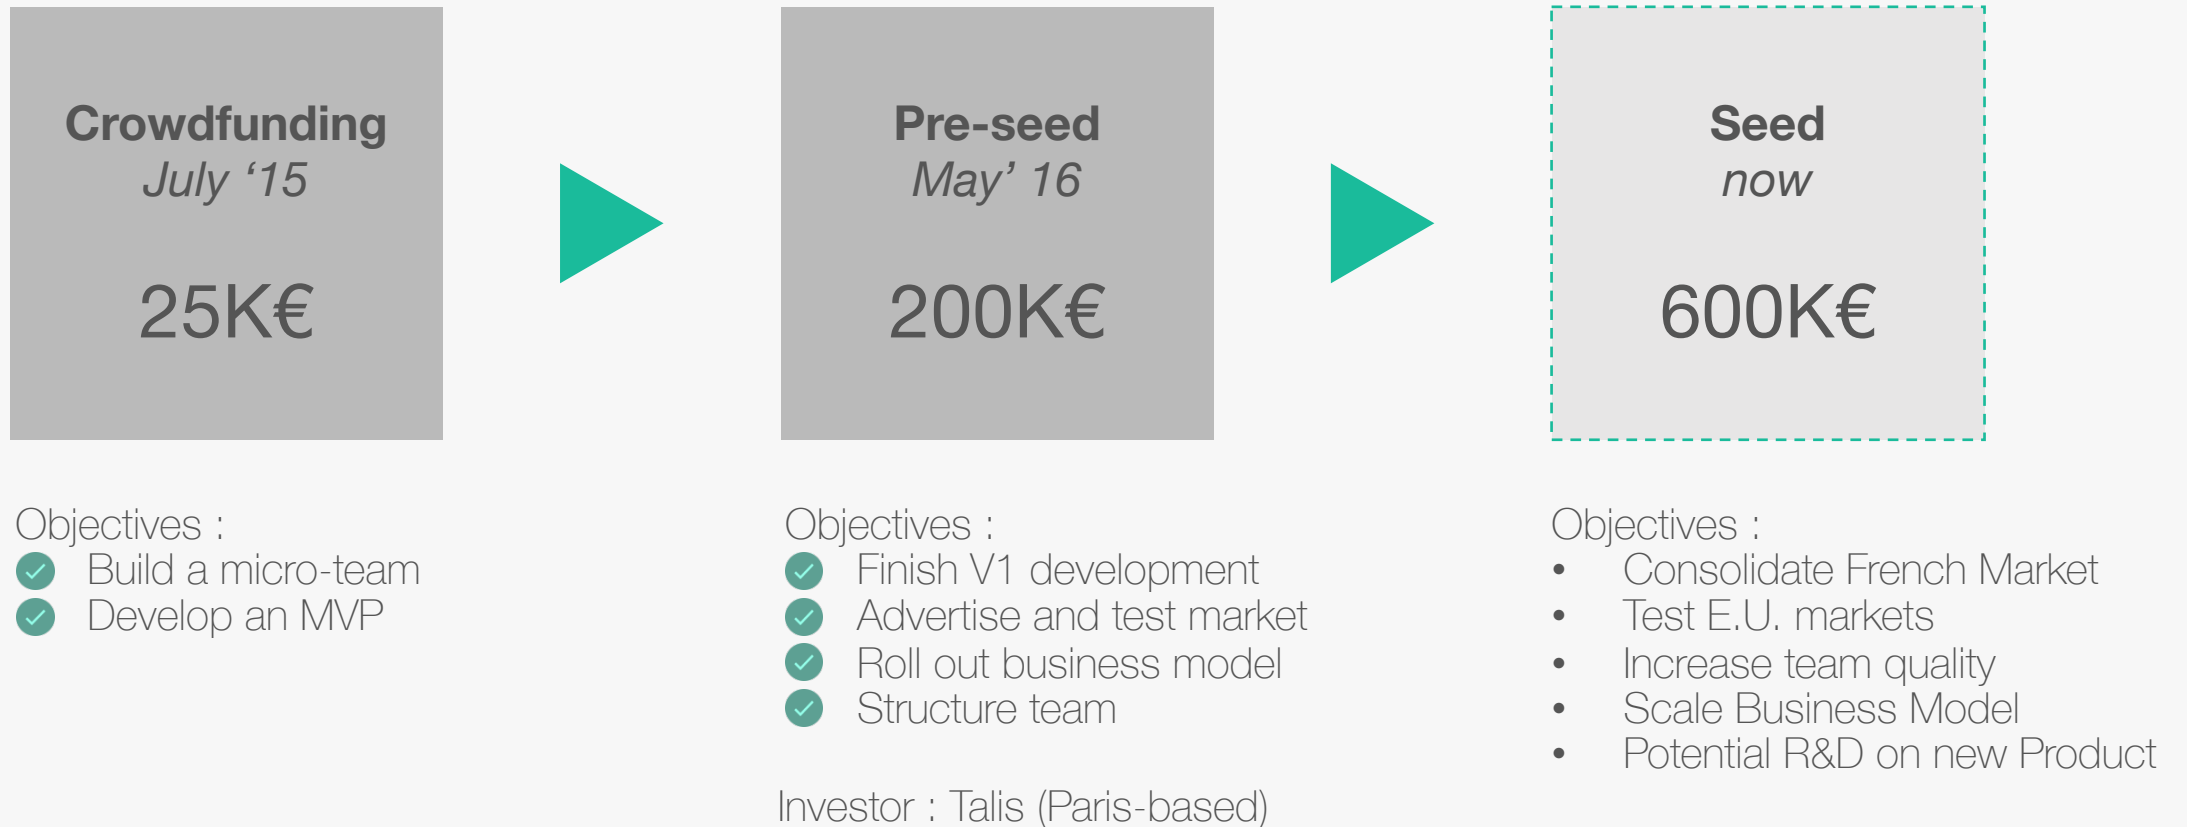 Crowdfunding
July ‘15
25K€
Objectives :
Build a micro-team
Develop an MVP
Pre-seed
May’ 16
200K€
Objectives :
Finish V1 development
Advertise and test market
Roll out business model
Structure team
Investor : Talis (Paris-based)
Seed
now
600K€
Objectives :
• Consolidate French Market
• Test E.U. markets
• Increase team quality
• Scale Business Model
• Potential R&D on new Product